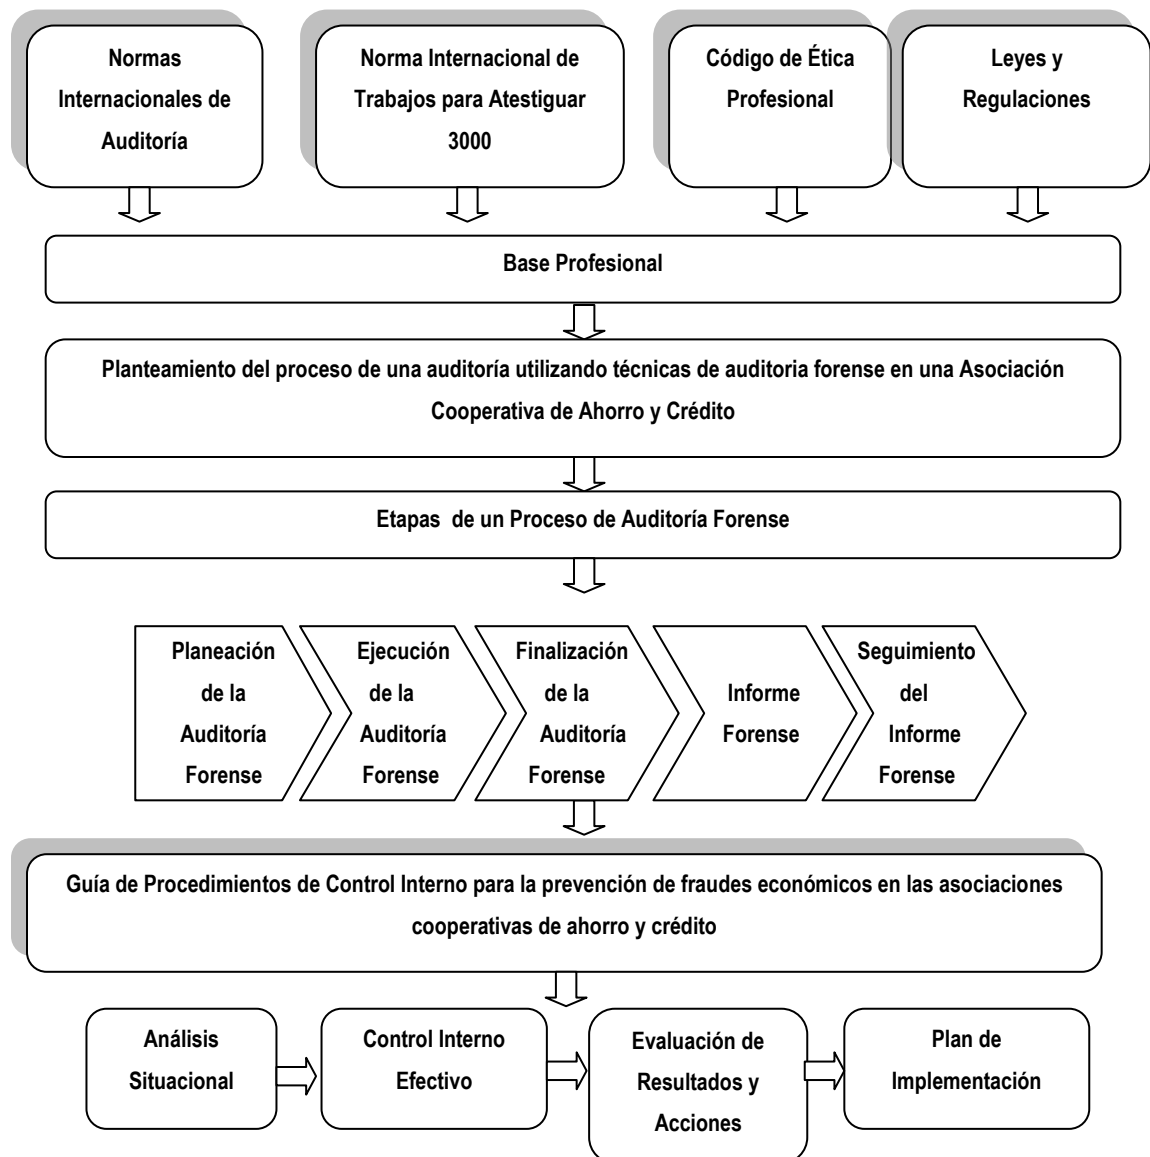 Normas
Internacionales de
Auditoría
Norma Internacional de
Trabajos para Atestiguar
3000
Código de Ética
Profesional
Leyes y
Regulaciones
Base Profesional
Planteamiento del proceso de una auditoría utilizando técnicas de auditoria forense en una Asociación
Cooperativa de Ahorro y Crédito
Etapas de un Proceso de Auditoría Forense
Planeación
de la
Auditoría
Forense
Ejecución
de la
Auditoría
Forense
Finalización
de la
Auditoría
Forense
Informe
Forense
Seguimiento
del
Informe
Forense
Guía de Procedimientos de Control Interno para la prevención de fraudes económicos en las asociaciones
cooperativas de ahorro y crédito
Análisis
Situacional
Control Interno
Efectivo
Evaluación de
Resultados y
Acciones
Plan de
Implementación